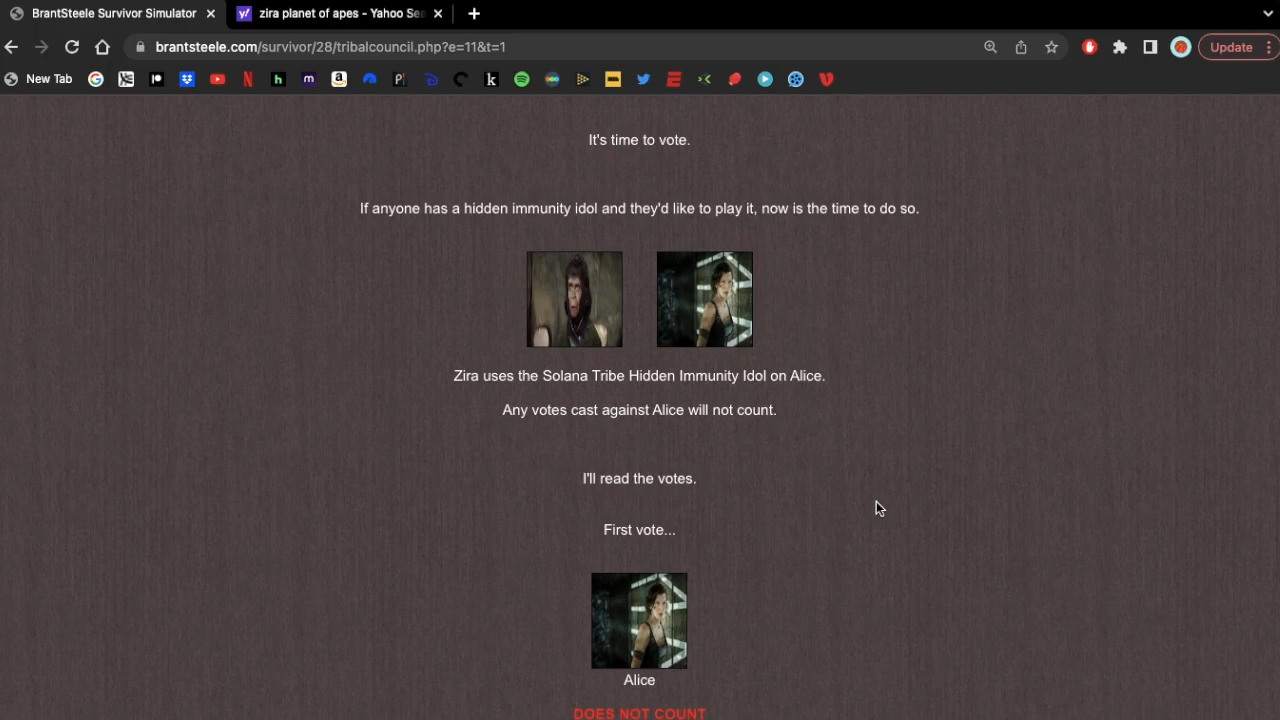 BrantSteele Survivor Simulator
zira planet of apes - Yahoo Sea
brantsteele.com/survivor/28/tribalcouncil.php?e=11&t=1
Update
New Tab
It's time to vote.
If anyone has a hidden immunity idol and they'd like to play it, now is the time to do so.
Zira uses the Solana Tribe Hidden Immunity Idol on Alice.
Any votes cast against Alice will not count.
I'll read the votes.
First vote...
Alice
DOES NOT COUNT